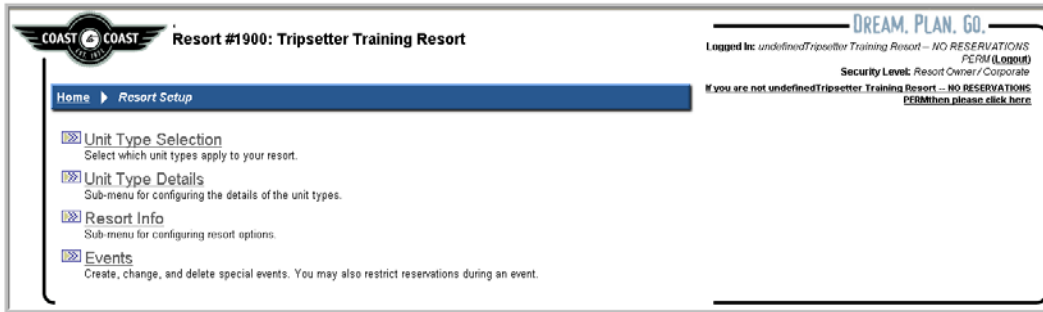 COAST COAST
EST. 1971
Resort #1900: Tripsetter Training Resort
DREAM. PLAN. GO.
Logged In: undefinedTripsetter Training Resort -- NO RESERVATIONS
PERM (Logout)
Security Level: Resort Owner / Corporate
If you are not undefinedTripsetter Training Resort -- NO RESERVATIONS
PERMthen please click here
Home Resort Setup
Unit Type Selection
Select which unit types apply to your resort.
Unit Type Details
Sub-menu for configuring the details of the unit types.
Resort Info
Sub-menu for configuring resort options.
Events
Create, change, and delete special events. You may also restrict reservations during an event.